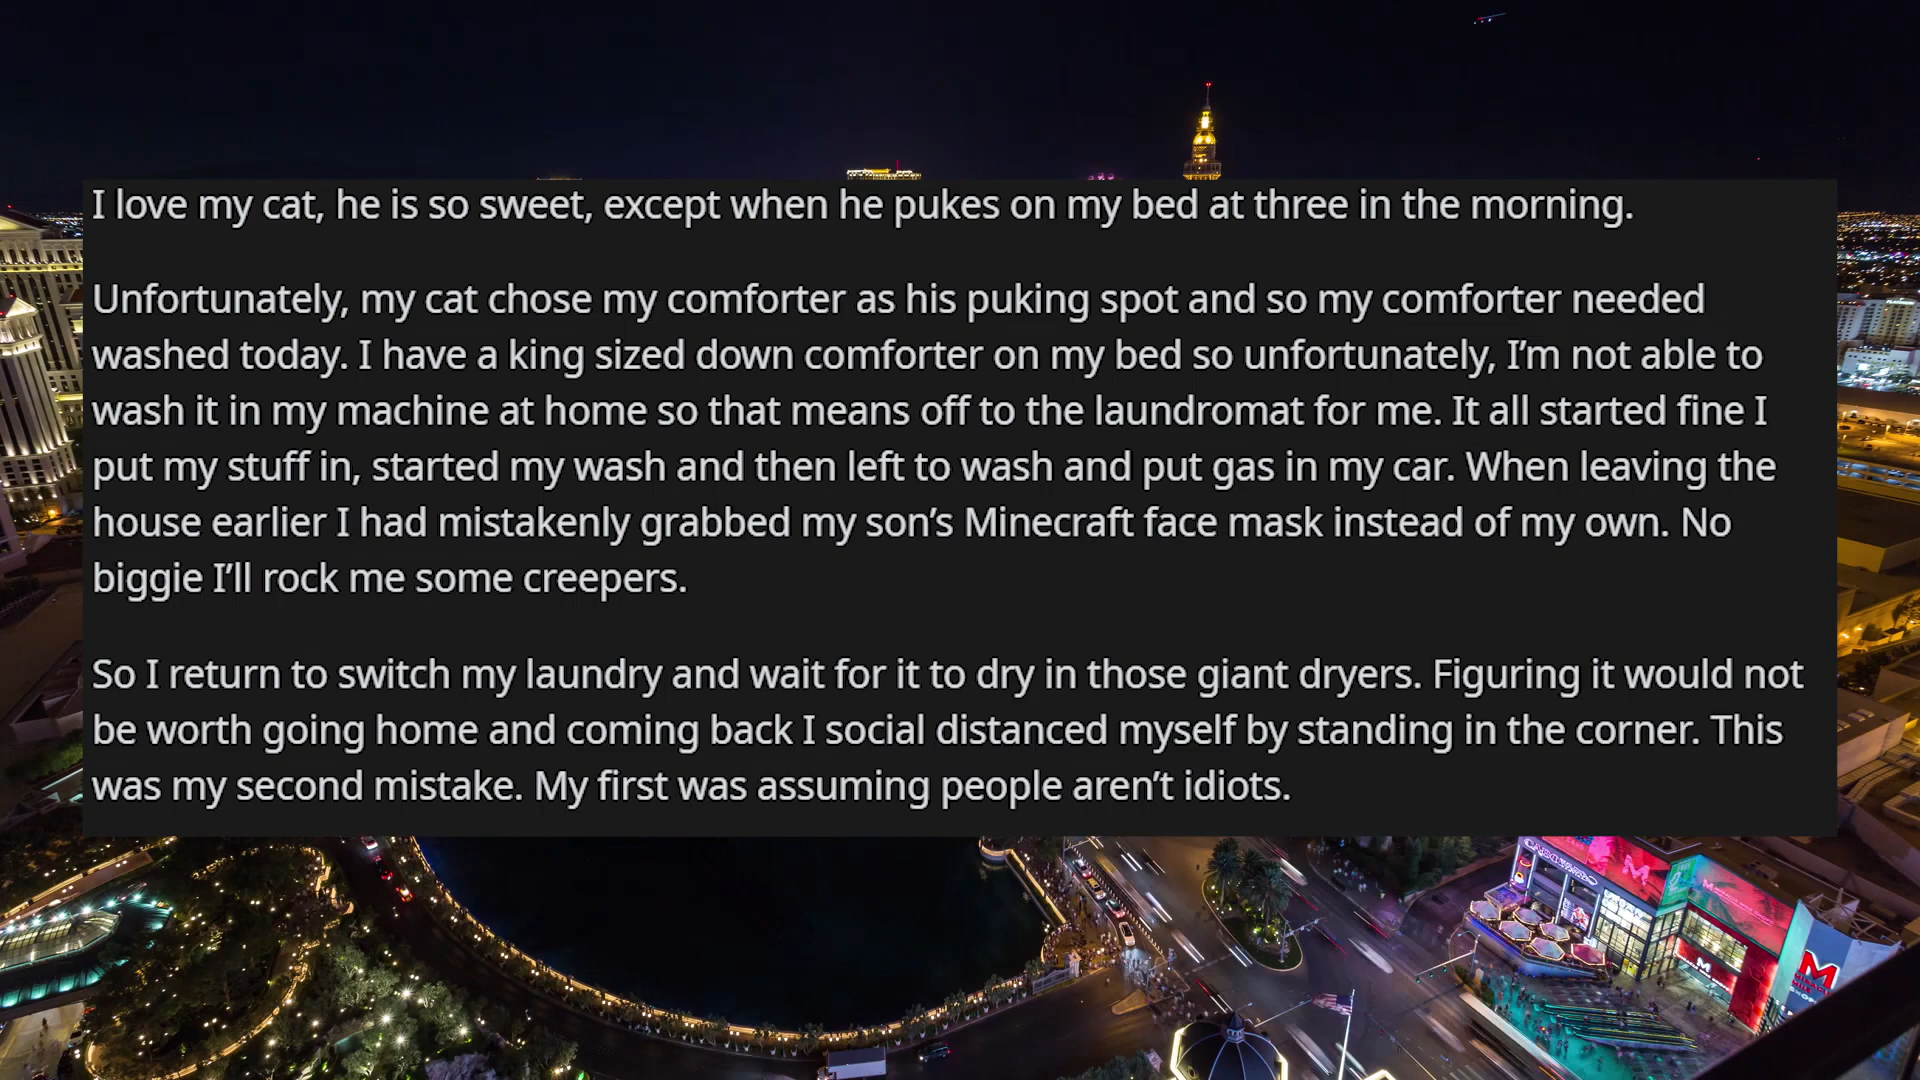 I love my cat, he is so sweet, except when he pukes on my bed at three in the morning.
Unfortunately, my cat chose my comforter as his puking spot and so my comforter needed
washed today. I have a king sized down comforter on my bed so unfortunately, I’m not able to
wash it in my machine at home so that means off to the laundromat for me. It all started fine I
put my stuff in, started my wash and then left to wash and put gas in my car. When leaving the
house earlier I had mistakenly grabbed my son’s Minecraft face mask instead of my own. No
biggie I’ll rock me some creepers.
So I return to switch my laundry and wait for it to dry in those giant dryers. Figuring it would not
be worth going home and coming back I social distanced myself by standing in the corner. This
was my second mistake. My first was assuming people aren’t idiots.
M
M
M